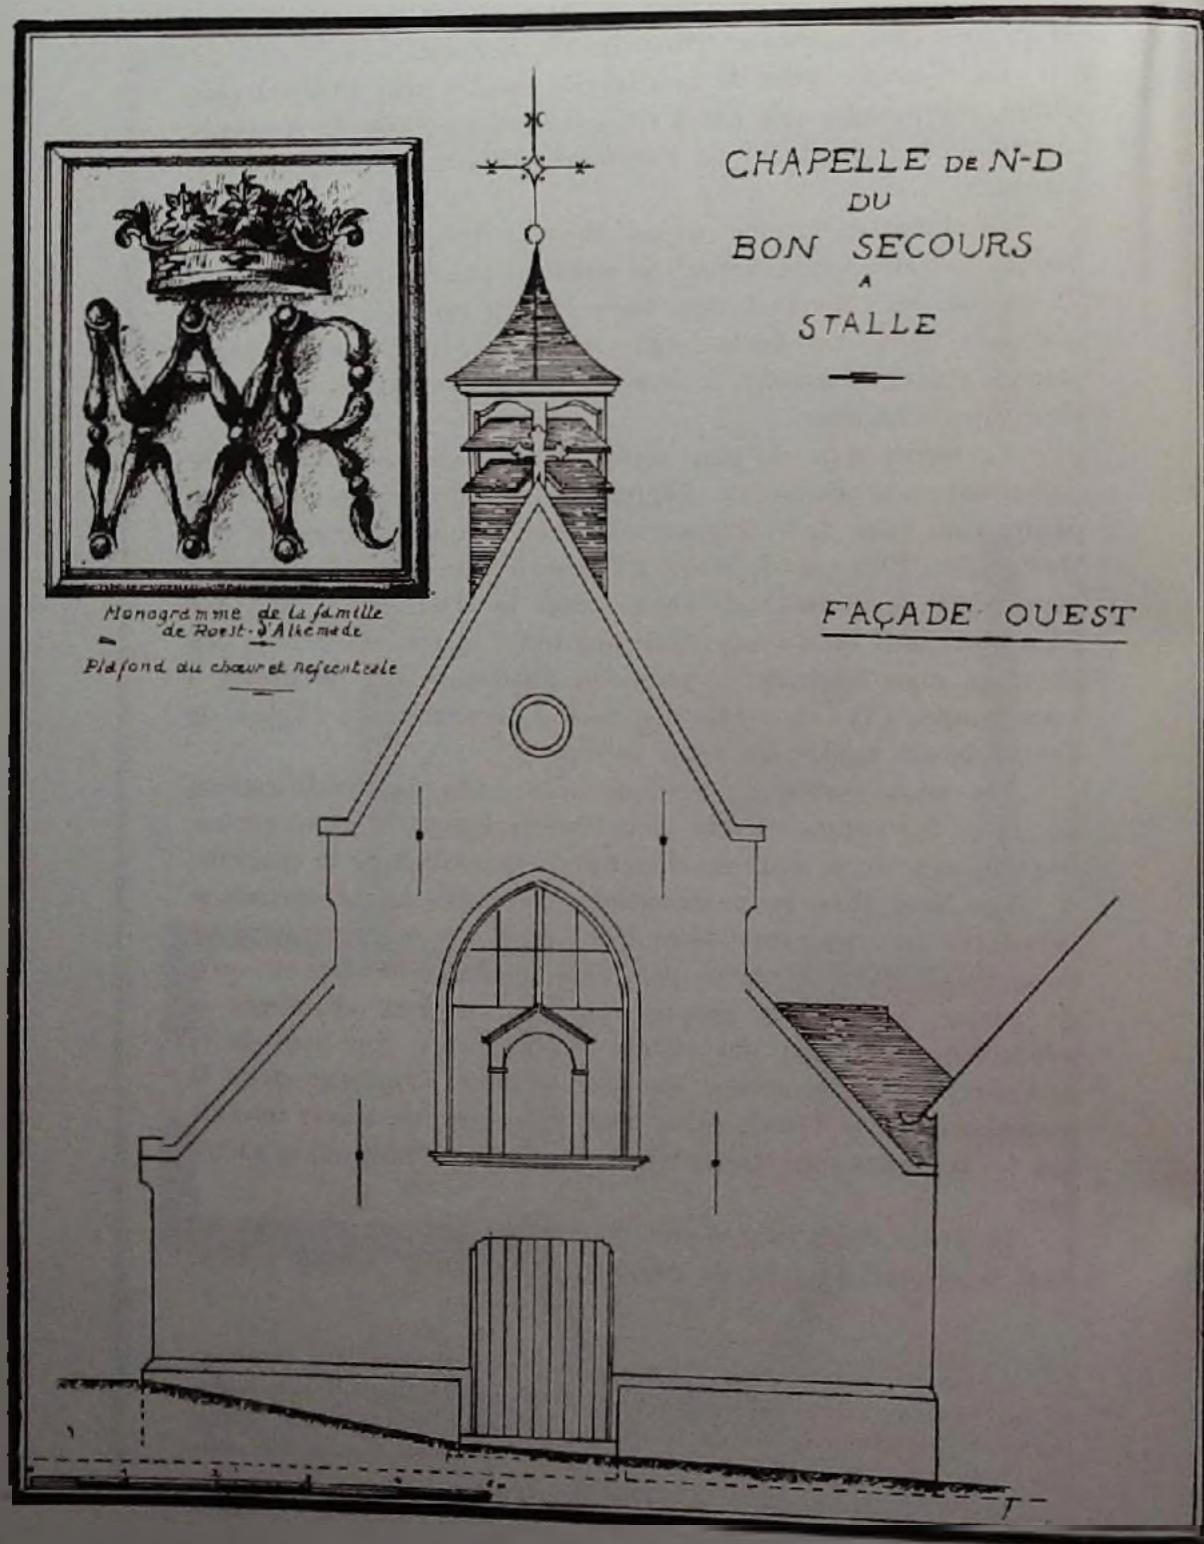 CHAPELLE DE N-D
DU
BON SECOURS
A
STALLE
Monogramme de la famille
de Roest-d'Alkemade
Plafond du chœur et
FAÇADE OUEST